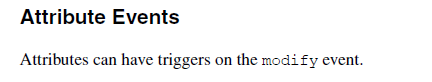 Attribute Events
Attributes can have triggers on the modify event.